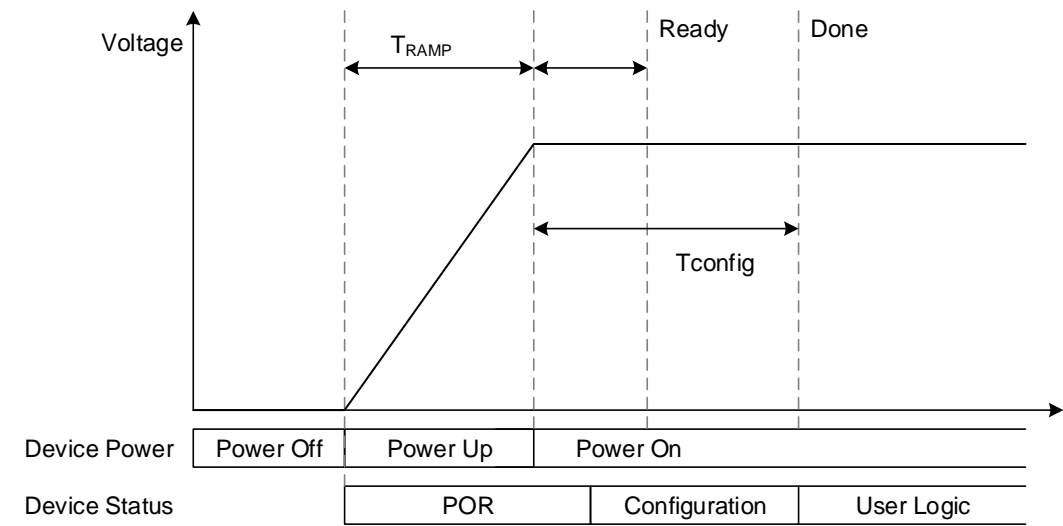 Voltage
TRAMP
Ready
Done
Tconfig
Device Power
Power Off
Power Up
Power On
Device Status
POR
Configuration
User Logic